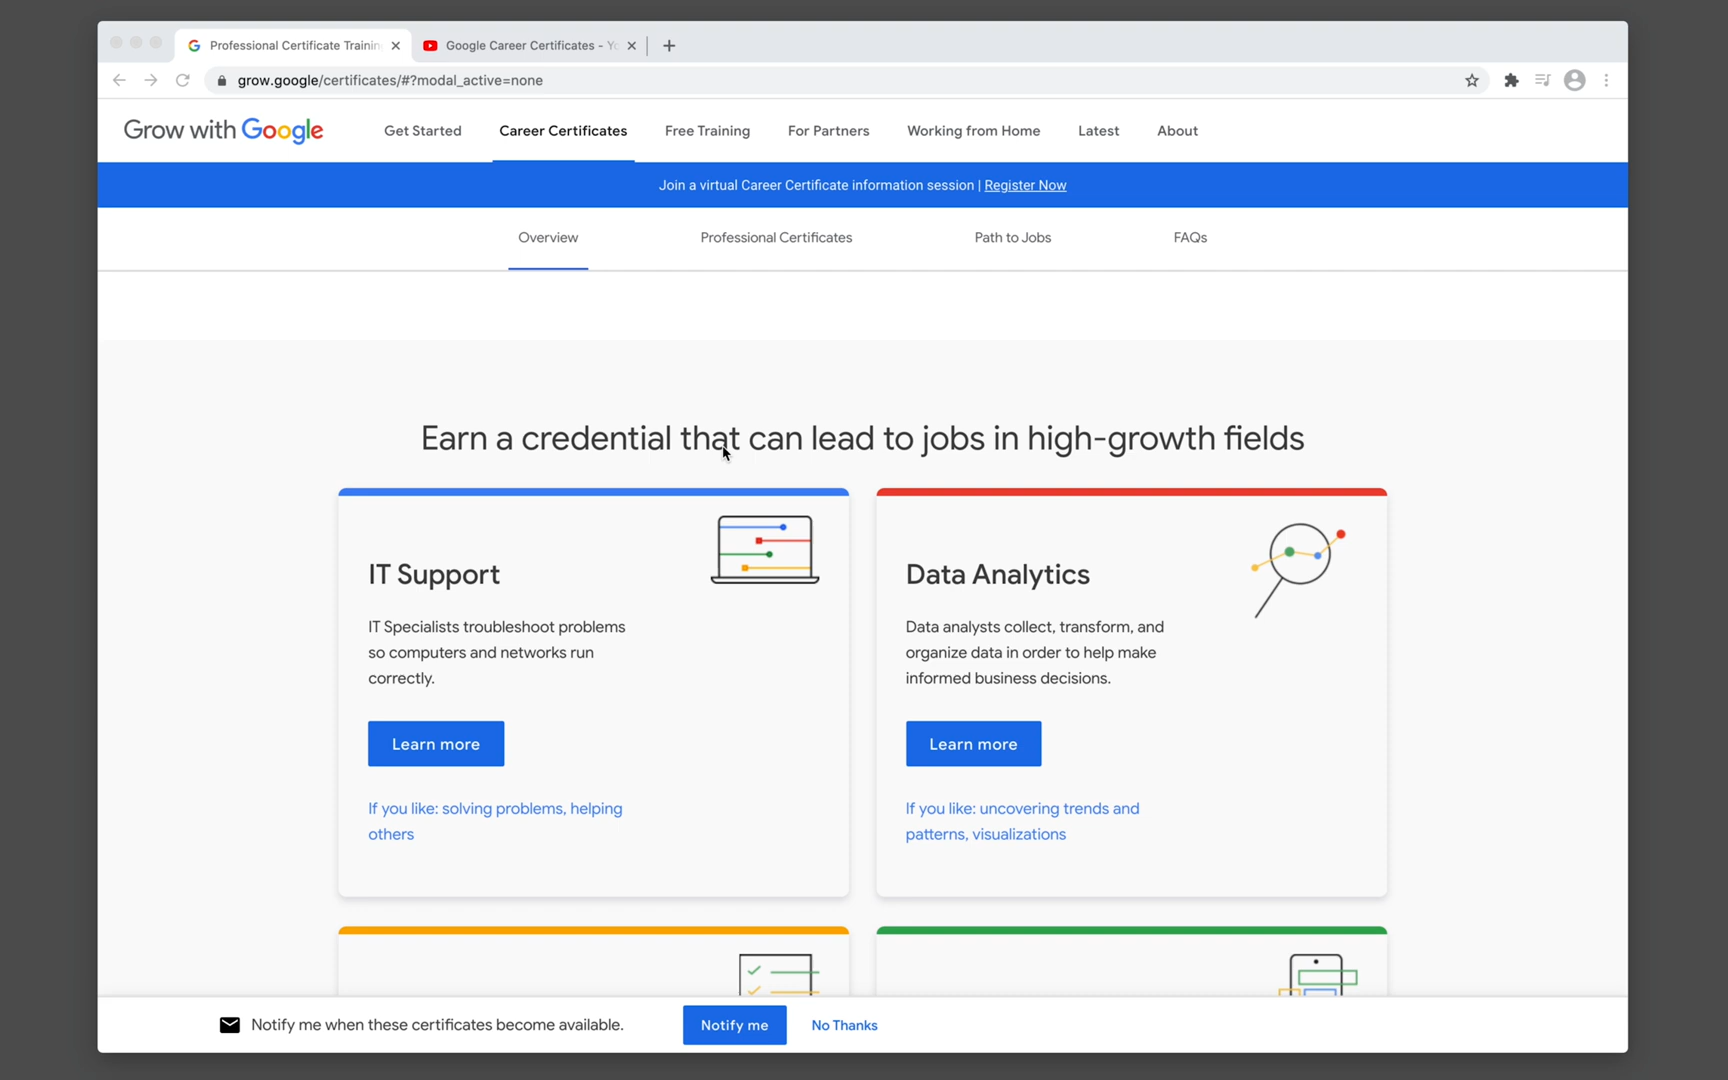 Professional Certificate Trainin
Google Career Certificates - Yo
grow.google/certificates/#?modal_active=none
Grow with Google
Get Started
Career Certificates
Free Training
For Partners
Working from Home
Latest
About
Join a virtual Career Certificate information session | Register Now
Overview
Professional Certificates
Path to Jobs
FAQs
Earn a credential that can lead to jobs in high-growth fields
IT Support
IT Specialists troubleshoot problems
so computers and networks run
correctly.
Learn more
If you like: solving problems, helping
others
Data Analytics
Data analysts collect, transform, and
organize data in order to help make
informed business decisions.
Learn more
If you like: uncovering trends and
patterns, visualizations
Notify me when these certificates become available.
Notify me
No Thanks